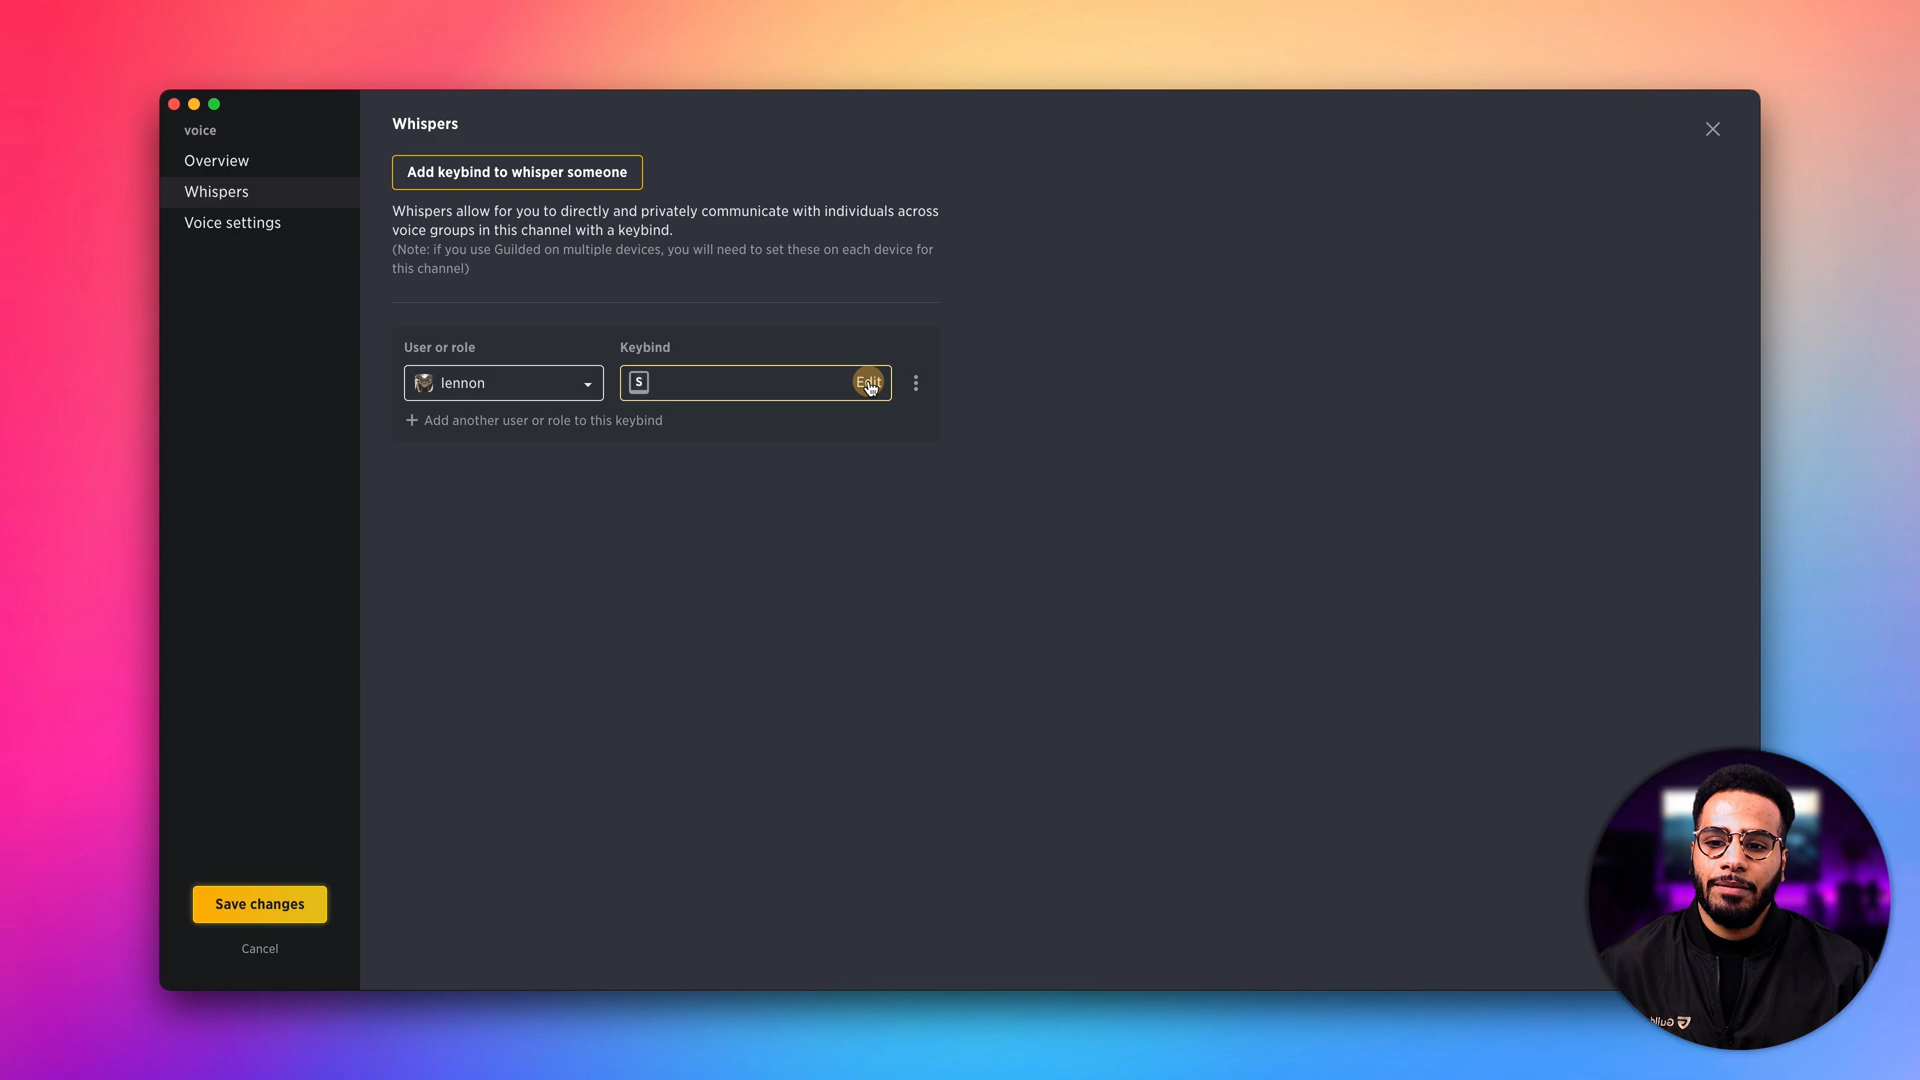 voice
Overview
Whispers
Voice settings
Save changes
Cancel
Whispers
Add keybind to whisper someone
Whispers allow for you to directly and privately communicate with individuals across
voice groups in this channel with a keybind.
(Note: if you use Guilded on multiple devices, you will need to set these on each device for
this channel)
User or role
Keybind
lennon
S
Edit
Add another user or role to this keybind